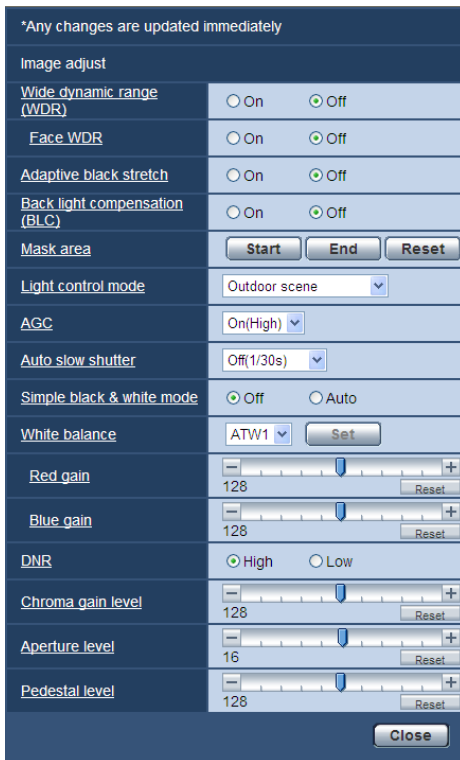 *Any changes are updated immediately
Image adjust
Wide dynamic range
(WDR)
On Off
Face WDR
On Off
Adaptive black stretch
On Off
Back light compensation
(BLC)
On Off
Mask area
Start End Reset
Light control mode
Outdoor scene
AGC
On(High)
Auto slow shutter
Off(1/30s)
Simple black & white mode
Off Auto
White balance
ATW1 Set
Red gain
128 Reset
Blue gain
128 Reset
DNR
High Low
Chroma gain level
128 Reset
Aperture level
16 Reset
Pedestal level
128 Reset
Close